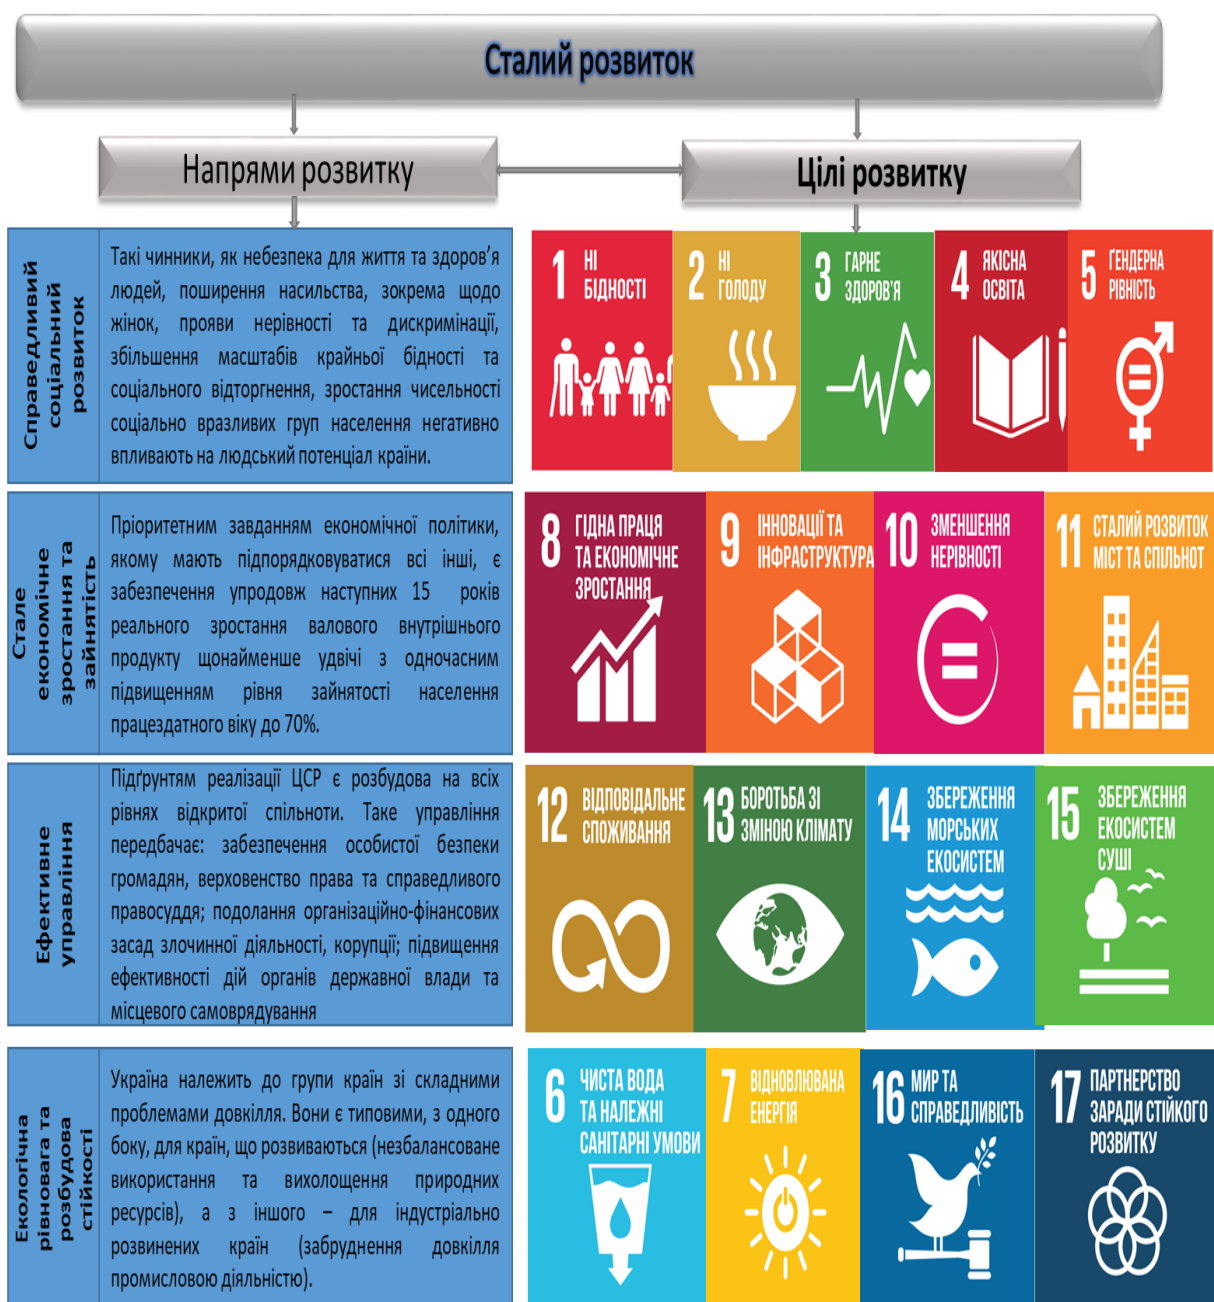 Сталий розвиток
Напрями розвитку
Цілі розвитку
Справедливий
соціальний
розвиток
Такі чинники, як небезпека для життя та здоров’я
людей, поширення насильства, зокрема щодо
жінок, прояви нерівності та дискримінації,
збільшення масштабів крайньої бідності та
соціального відторгнення, зростання чисельності
соціально вразливих груп населення негативно
впливають на людський потенціал країни.
1 НІ
БІДНОСТІ
2 НІ
ГОЛОДУ
3 ГАРНЕ
ЗДОРОВ'Я
4 ЯКІСНА
ОСВІТА
5 ҐЕНДЕРНА
РІВНІСТЬ
Стале
економічне
зростання та
зайнятість
Пріоритетним завданням економічної політики,
якому мають підпорядковуватися всі інші, є
забезпечення упродовж наступних 15 років
реального зростання валового внутрішнього
продукту щонайменше удвічі з одночасним
підвищенням рівня зайнятості населення
працездатного віку до 70%.
8 ГІДНА ПРАЦЯ
ТА ЕКОНОМІЧНЕ
ЗРОСТАННЯ
9 ІННОВАЦІЇ ТА
ІНФРАСТРУКТУРА
10 ЗМЕНШЕННЯ
НЕРІВНОСТІ
11 СТАЛИЙ РОЗВИТОК
МІСТ ТА СПІЛЬНОТ
Ефективне
управління
Підґрунтям реалізації ЦСР є розбудова на всіх
рівнях відкритої спільноти. Таке управління
передбачає: забезпечення особистої безпеки
громадян, верховенство права та справедливого
правосуддя; подолання організаційно-фінансових
засад злочинної діяльності, корупції; підвищення
ефективності дій органів державної влади та
місцевого самоврядування
12 ВІДПОВІДАЛЬНЕ
СПОЖИВАННЯ
13 БОРОТЬБА ЗІ
ЗМІНОЮ КЛІМАТУ
14 ЗБЕРЕЖЕННЯ
МОРСЬКИХ
ЕКОСИСТЕМ
15 ЗБЕРЕЖЕННЯ
ЕКОСИСТЕМ
СУШІ
Екологічна
рівновага та
розбудова
стійкості
Україна належить до групи країн зі складними
проблемами довкілля. Вони є типовими, з одного
боку, для країн, що розвиваються (незбалансоване
використання та вихолощення природних
ресурсів), а з іншого – для індустріально
розвинених країн (забруднення довкілля
промисловою діяльністю).
6 ЧИСТА ВОДА
ТА НАЛЕЖНІ
САНІТАРНІ УМОВИ
7 ВІДНОВЛЮВАНА
ЕНЕРГІЯ
16 МИР ТА
СПРАВЕДЛИВІСТЬ
17 ПАРТНЕРСТВО
ЗАРАДИ СТІЙКОГО
РОЗВИТКУ